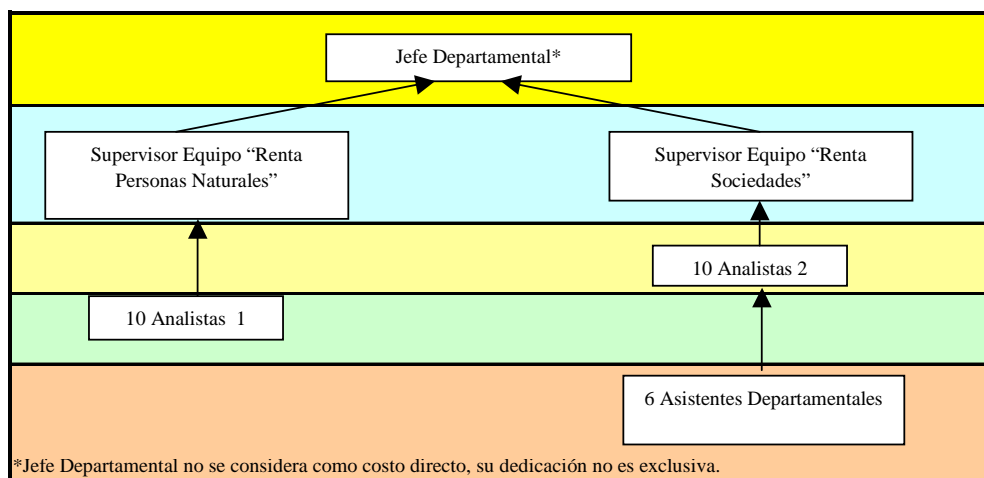 Jefe Departamental*
Supervisor Equipo “Renta
Personas Naturales”
Supervisor Equipo “Renta
Sociedades”
10 Analistas 2
10 Analistas 1
6 Asistentes Departamentales
*Jefe Departamental no se considera como costo directo, su dedicación no es exclusiva.